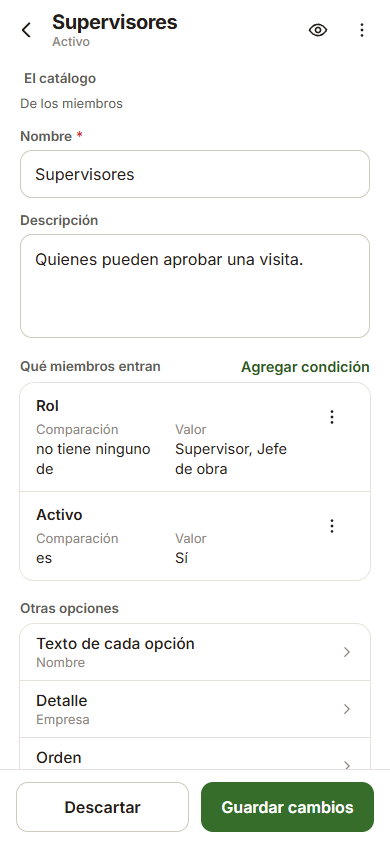 Supervisores
Activo
El catálogo
De los miembros
Nombre *
Supervisores
Descripción
Quienes pueden aprobar una visita.
Qué miembros entran
Agregar condición
Rol
Comparación
Valor
no tiene ninguno
de
Supervisor, Jefe
de obra
Activo
Comparación
Valor
es
Sí
Otras opciones
Texto de cada opción
Nombre
Detalle
Empresa
Orden
Descartar
Guardar cambios